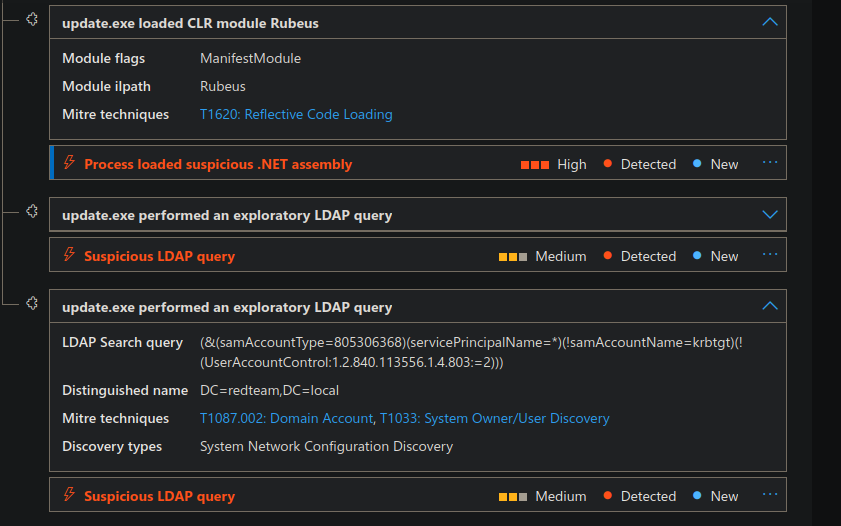 update.exe loaded CLR module Rubeus
Module flags ManifestModule
Module ilpath Rubeus
Mitre techniques T1620: Reflective Code Loading
Process loaded suspicious .NET assembly High Detected New ...
update.exe performed an exploratory LDAP query
Suspicious LDAP query Medium Detected New ...
update.exe performed an exploratory LDAP query
LDAP Search query (&(samAccountType=805306368)(servicePrincipalName=*)(!samAccountName=krbtgt)(!
(UserAccountControl:1.2.840.113556.1.4.803:=2)))
Distinguished name DC=redteam,DC=local
Mitre techniques T1087.002: Domain Account, T1033: System Owner/User Discovery
Discovery types System Network Configuration Discovery
Suspicious LDAP query Medium Detected New ...